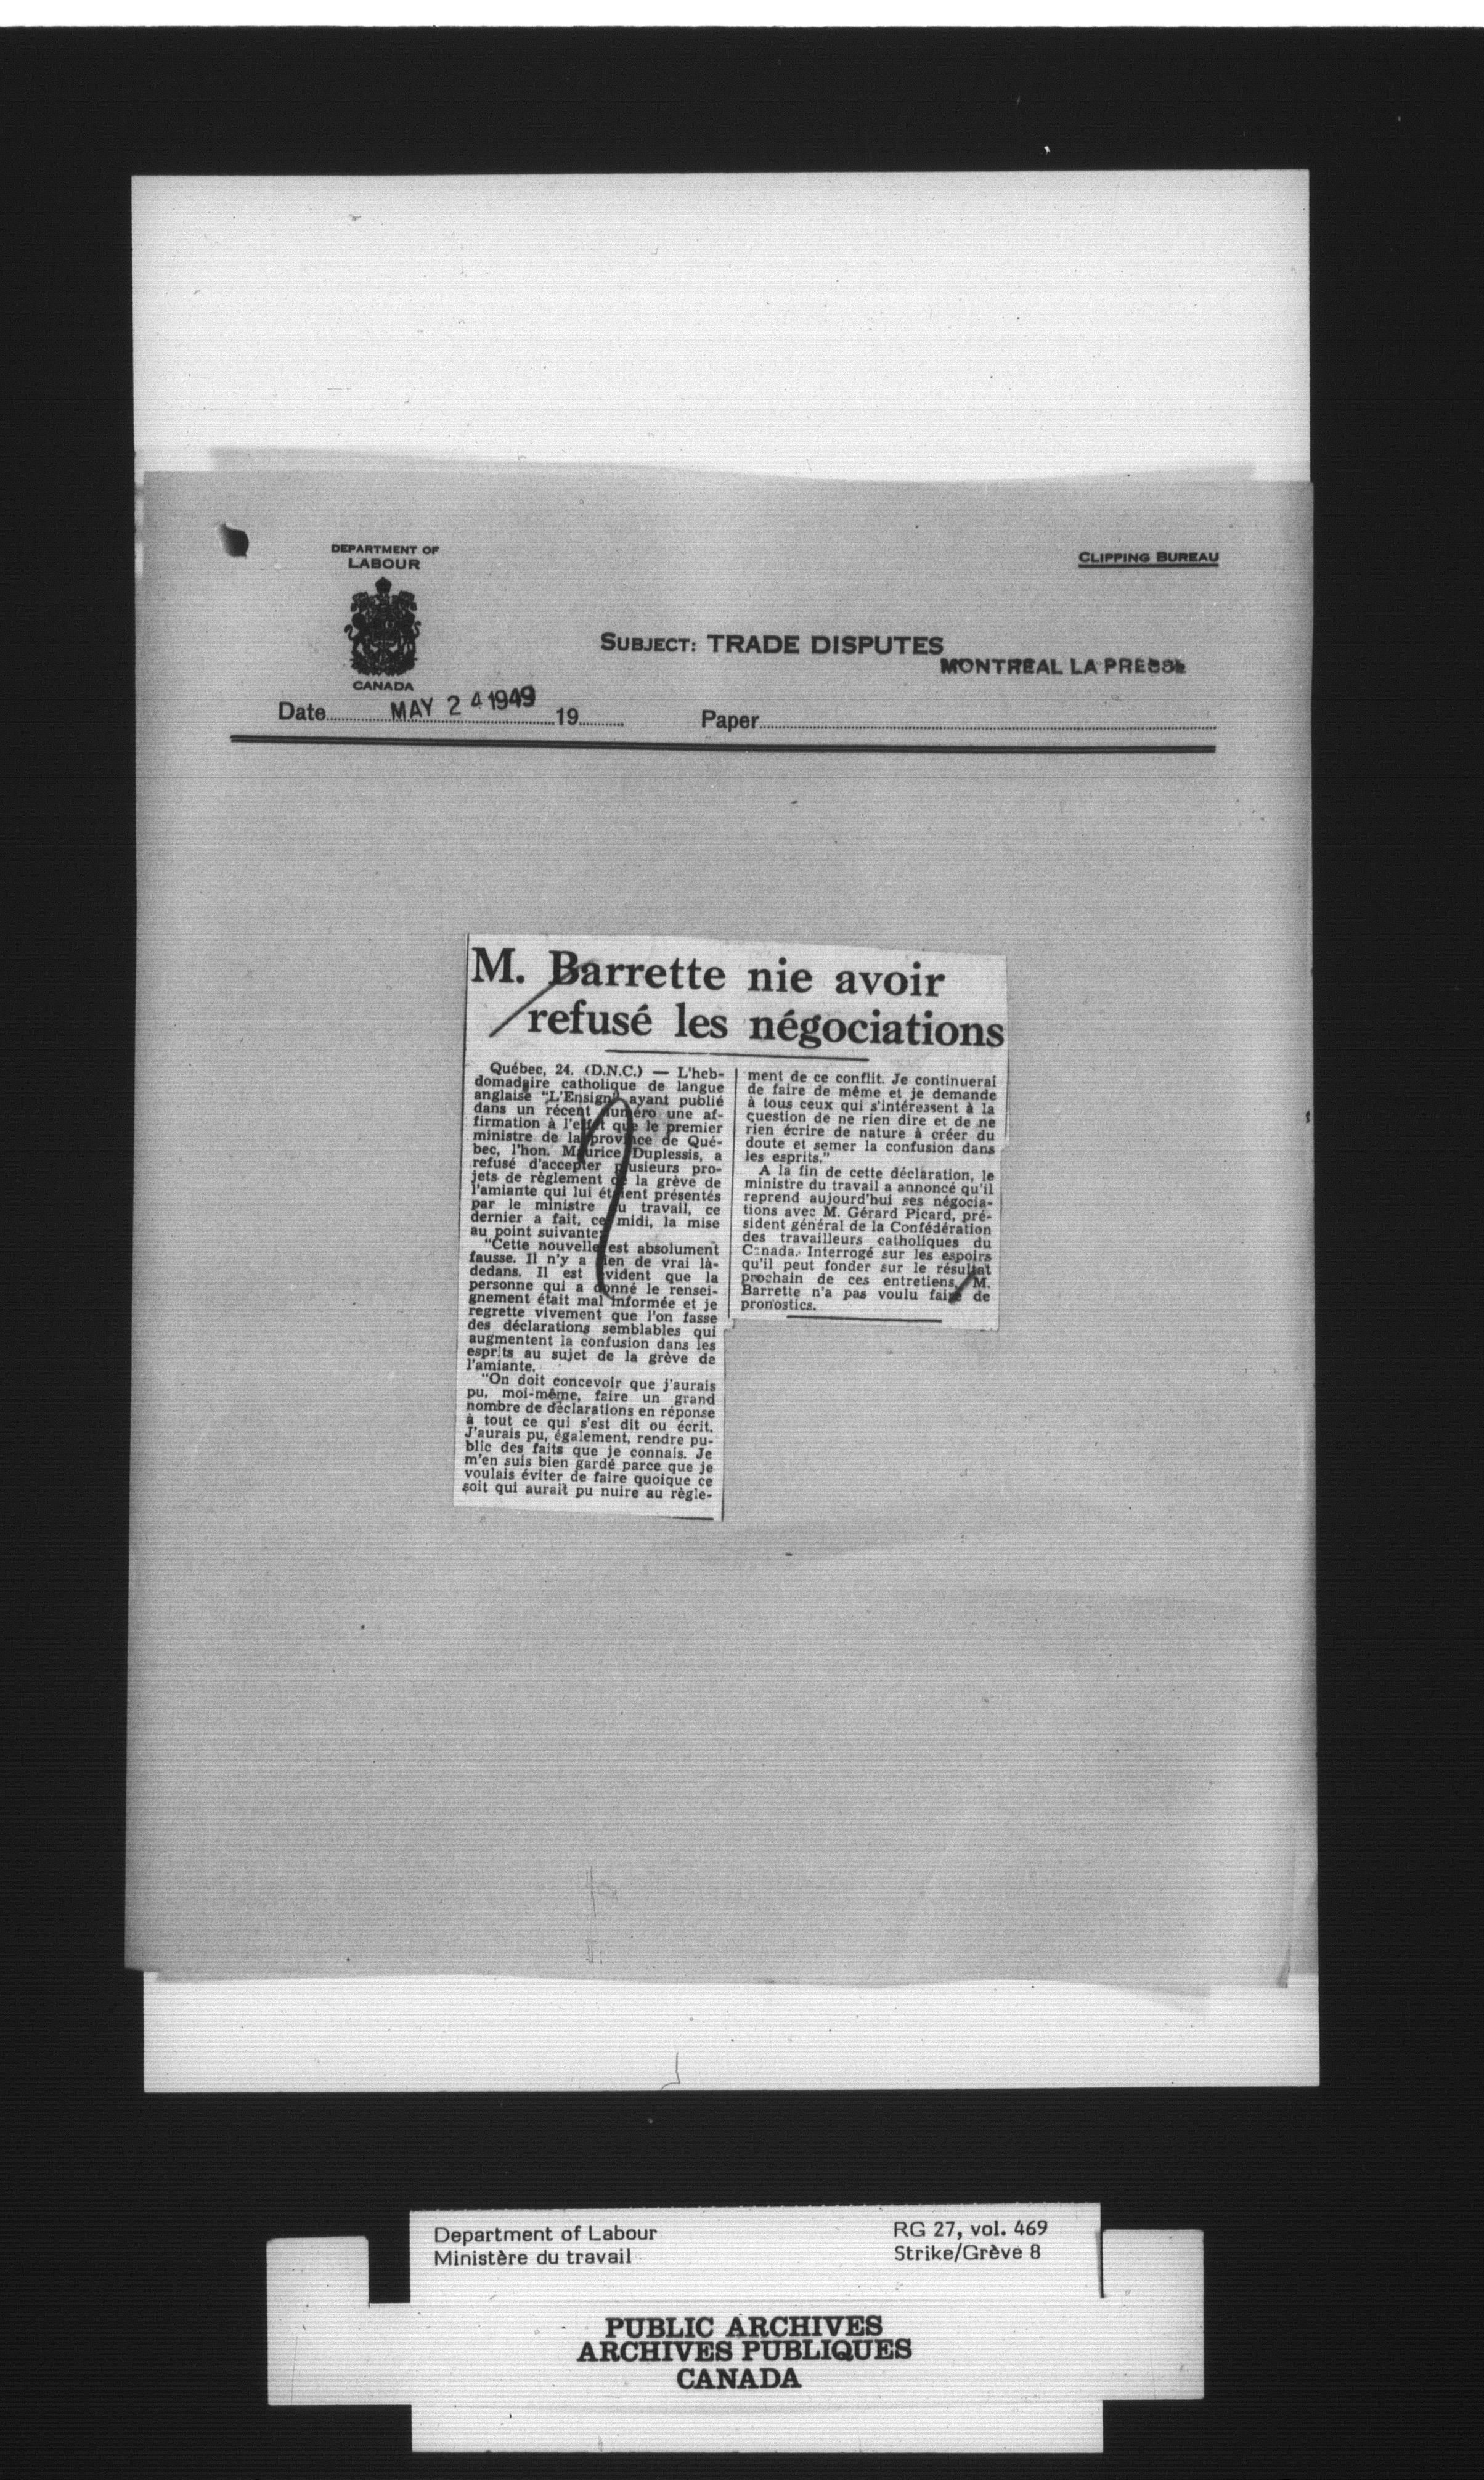 DEPARTMENT OF
LABOUR
CANADA
CLIPPING BUREAU
SUBJECT: TRADE DISPUTES
MONTREAL LA PRESSE
Date MAY 24 1949 19
Paper
M. Barrette nie avoir
refusé les négociations
Québec, 24. (D.N.C.) — L'heb-
domadaire catholique de langue
anglaise "L'Ensign" ayant publié
dans un récent numéro une af-
firmation à l'effet que le premier
ministre de la province de Qué-
bec, l'hon. Maurice Duplessis, a
refusé d'accepter plusieurs pro-
jets de règlement de la grève de
l'amiante qui lui étaient présentés
par le ministre du travail, ce
dernier a fait, ce midi, la mise
au point suivante:
"Cette nouvelle est absolument
fausse. Il n'y a rien de vrai là-
dedans. Il est évident que la
personne qui a donné le rensei-
gnement était mal informée et je
regrette vivement que l'on fasse
des déclarations semblables qui
augmentent la confusion dans les
esprits au sujet de la grève de
l'amiante.
"On doit concevoir que j'aurais
pu, moi-même, faire un grand
nombre de déclarations en réponse
à tout ce qui s'est dit ou écrit.
J'aurais pu, également, rendre pu-
blic des faits que je connais. Je
m'en suis bien gardé parce que je
voulais éviter de faire quoique ce
soit qui aurait pu nuire au règle-
ment de ce conflit. Je continuerai
de faire de même et je demande
à tous ceux qui s'intéressent à la
question de ne rien dire et de ne
rien écrire de nature à créer du
doute et semer la confusion dans
les esprits."
A la fin de cette déclaration, le
ministre du travail a annoncé qu'il
reprend aujourd'hui ses négocia-
tions avec M. Gérard Picard, pré-
sident général de la Confédération
des travailleurs catholiques du
Canada. Interrogé sur les espoirs
qu'il peut fonder sur le résultat
prochain de ces entretiens, M.
Barrette n'a pas voulu faire de
pronostics.
Department of Labour
Ministère du travail
RG 27, vol. 469
Strike/Grève 8
PUBLIC ARCHIVES
ARCHIVES PUBLIQUES
CANADA